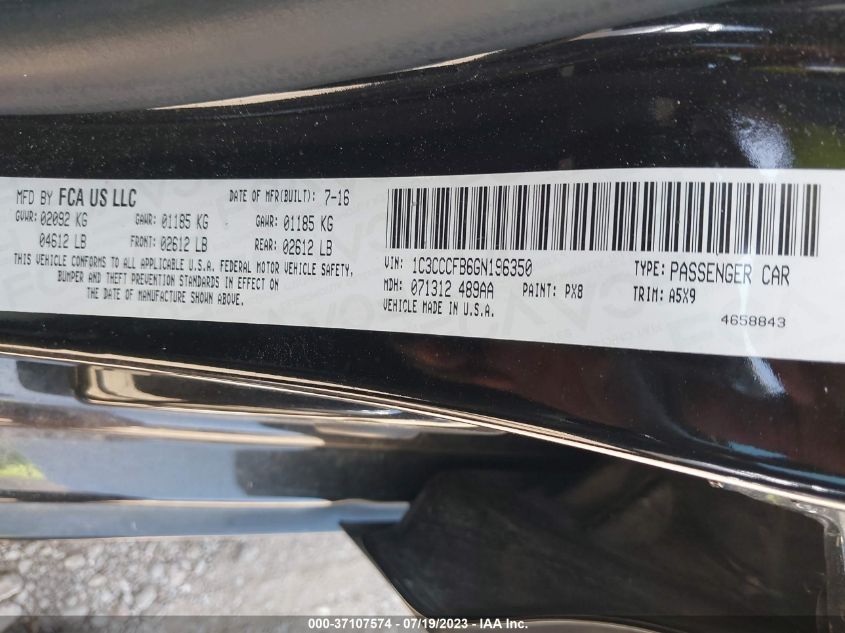 MFD BY FCA US LLC DATE OF MFR(BUILT): 7-16
GVWR: 02092 KG GAWR: 01185 KG GAWR: 01185 KG
04612 LB FRONT: 02612 LB REAR: 02612 LB
THIS VEHICLE CONFORMS TO ALL APPLICABLE U.S.A. FEDERAL MOTOR VEHICLE SAFETY,
BUMPER AND THEFT PREVENTION STANDARDS IN EFFECT ON
THE DATE OF MANUFACTURE SHOWN ABOVE.
VIN: 1C3CCCFB6GN196350 TYPE: PASSENGER CAR
MDH: 071312 489AA PAINT: PX8 TRIM: A5X9
VEHICLE MADE IN U.S.A.
4658843
000-37107574 - 07/19/2023 - IAA Inc.